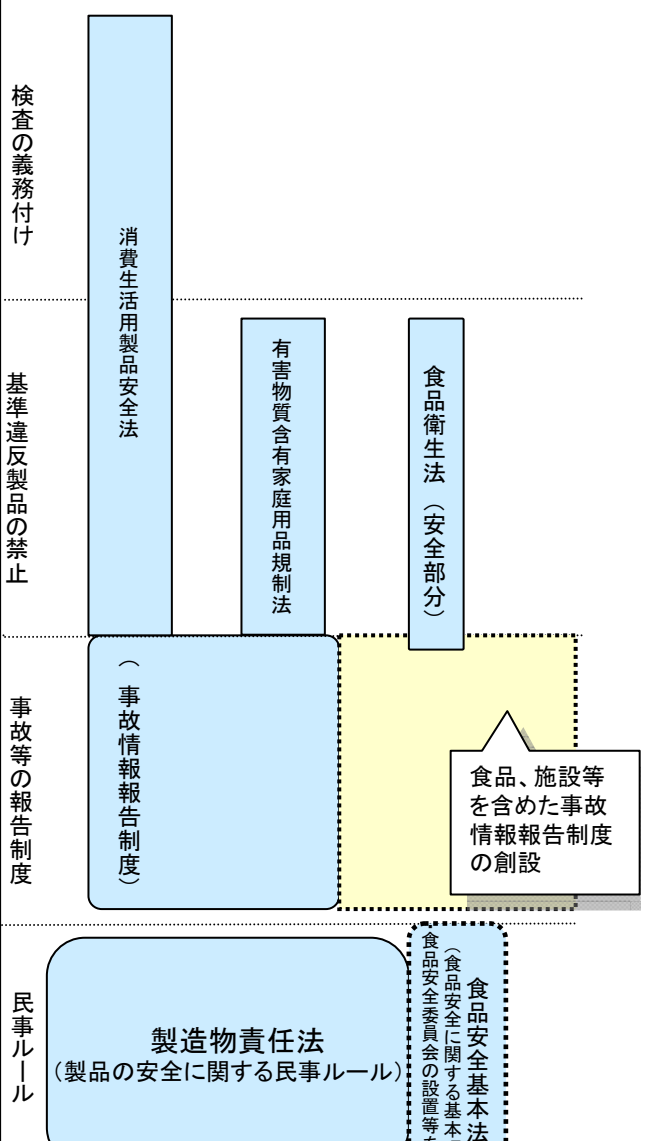 検査の義務付け
消費生活用製品安全法
基準違反製品の禁止
有害物質含有家庭用品規制法
食品衛生法（安全部分）
事故等の報告制度
（事故情報報告制度）
食品、施設等
を含めた事故
情報報告制度
の創設
民事ルール
製造物責任法
（製品の安全に関する民事ルール）
食品安全基本法
（食品安全に関する基本
食品安全委員会の設置等を